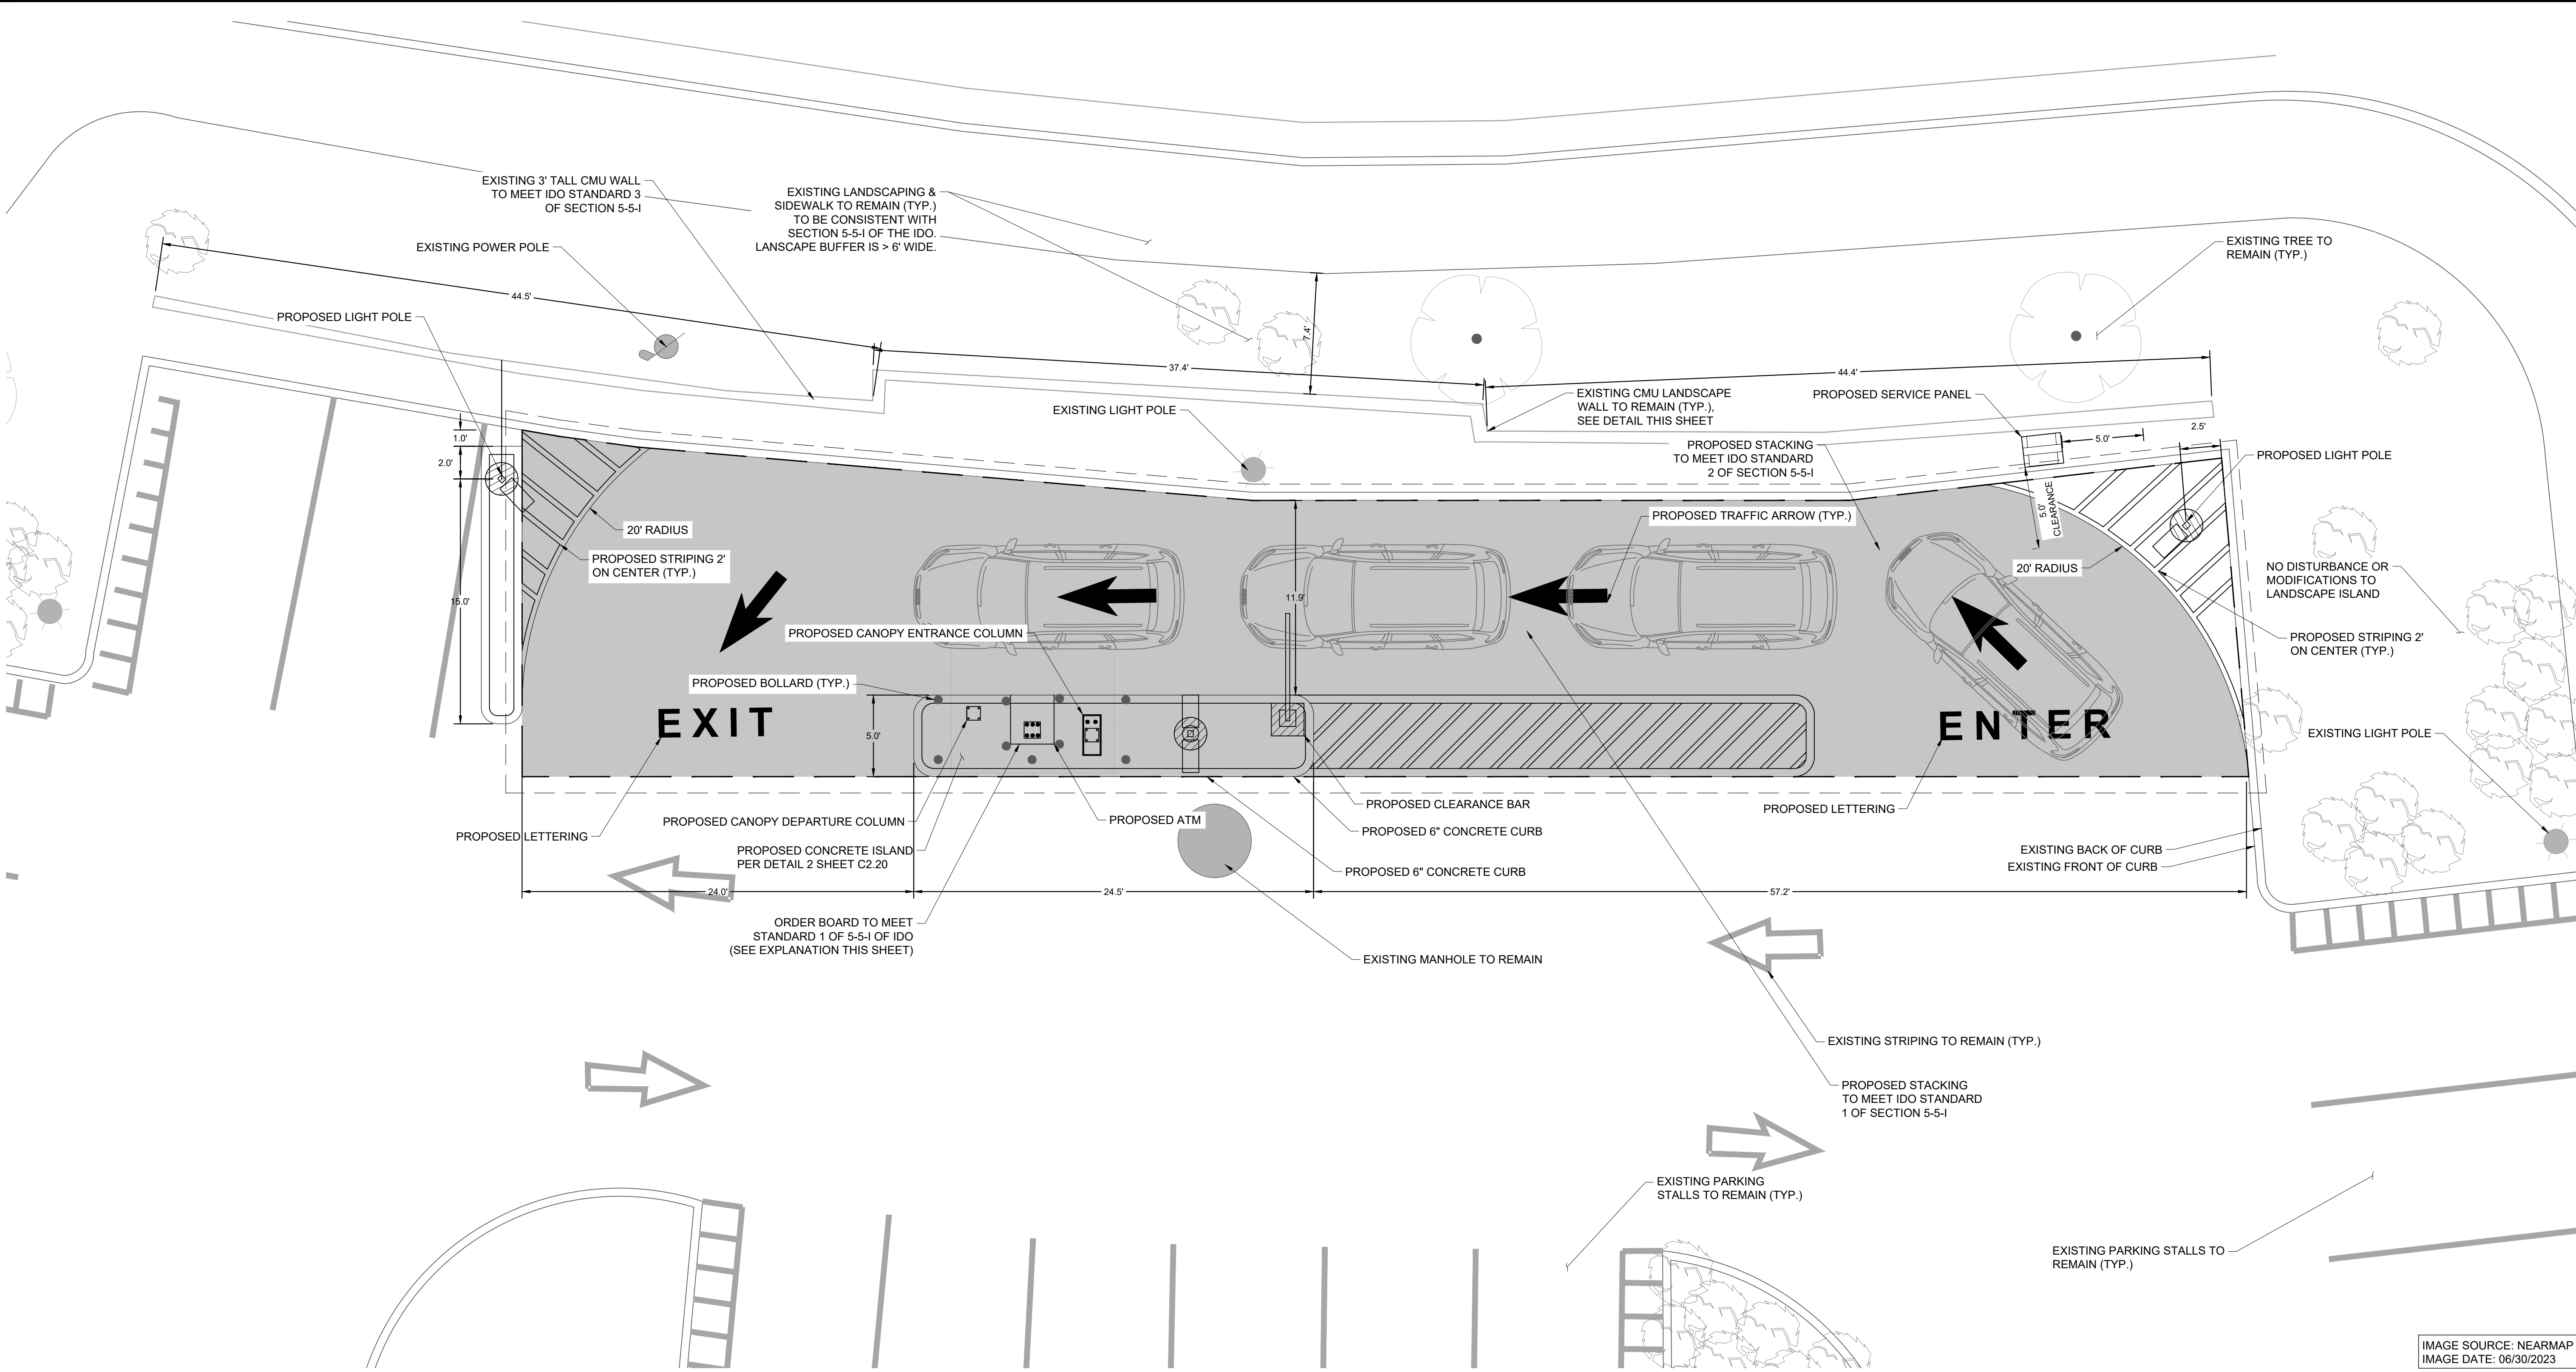 EXISTING 3' TALL CMU WALL
TO MEET IDO STANDARD 3
OF SECTION 5-5-I
EXISTING LANDSCAPING &
SIDEWALK TO REMAIN (TYP.)
TO BE CONSISTENT WITH
SECTION 5-5-I OF THE IDO.
LANSCAPE BUFFER IS > 6' WIDE.
EXISTING POWER POLE
EXISTING TREE TO
REMAIN (TYP.)
44.5'
PROPOSED LIGHT POLE
7.4'
37.4'
44.4'
EXISTING LIGHT POLE
EXISTING CMU LANDSCAPE
WALL TO REMAIN (TYP.),
SEE DETAIL THIS SHEET
PROPOSED SERVICE PANEL
PROPOSED STACKING
TO MEET IDO STANDARD
2 OF SECTION 5-5-I
5.0'
2.5'
PROPOSED LIGHT POLE
1.0'
2.0'
15.0'
5.0'
CLEARANCE
20' RADIUS
PROPOSED STRIPING 2'
ON CENTER (TYP.)
PROPOSED TRAFFIC ARROW (TYP.)
20' RADIUS
NO DISTURBANCE OR
MODIFICATIONS TO
LANDSCAPE ISLAND
11.9'
PROPOSED CANOPY ENTRANCE COLUMN
PROPOSED STRIPING 2'
ON CENTER (TYP.)
PROPOSED BOLLARD (TYP.)
EXIT
5.0'
ENTER
EXISTING LIGHT POLE
PROPOSED LETTERING
PROPOSED CANOPY DEPARTURE COLUMN
PROPOSED ATM
PROPOSED CLEARANCE BAR
PROPOSED LETTERING
PROPOSED CONCRETE ISLAND
PER DETAIL 2 SHEET C2.20
PROPOSED 6" CONCRETE CURB
PROPOSED 6" CONCRETE CURB
EXISTING BACK OF CURB
EXISTING FRONT OF CURB
24.0'
24.5'
57.2'
ORDER BOARD TO MEET
STANDARD 1 OF 5-5-I OF IDO
(SEE EXPLANATION THIS SHEET)
EXISTING MANHOLE TO REMAIN
EXISTING STRIPING TO REMAIN (TYP.)
PROPOSED STACKING
TO MEET IDO STANDARD
1 OF SECTION 5-5-I
EXISTING PARKING
STALLS TO REMAIN (TYP.)
EXISTING PARKING STALLS TO
REMAIN (TYP.)
IMAGE SOURCE: NEARMAP
IMAGE DATE: 06/30/2023